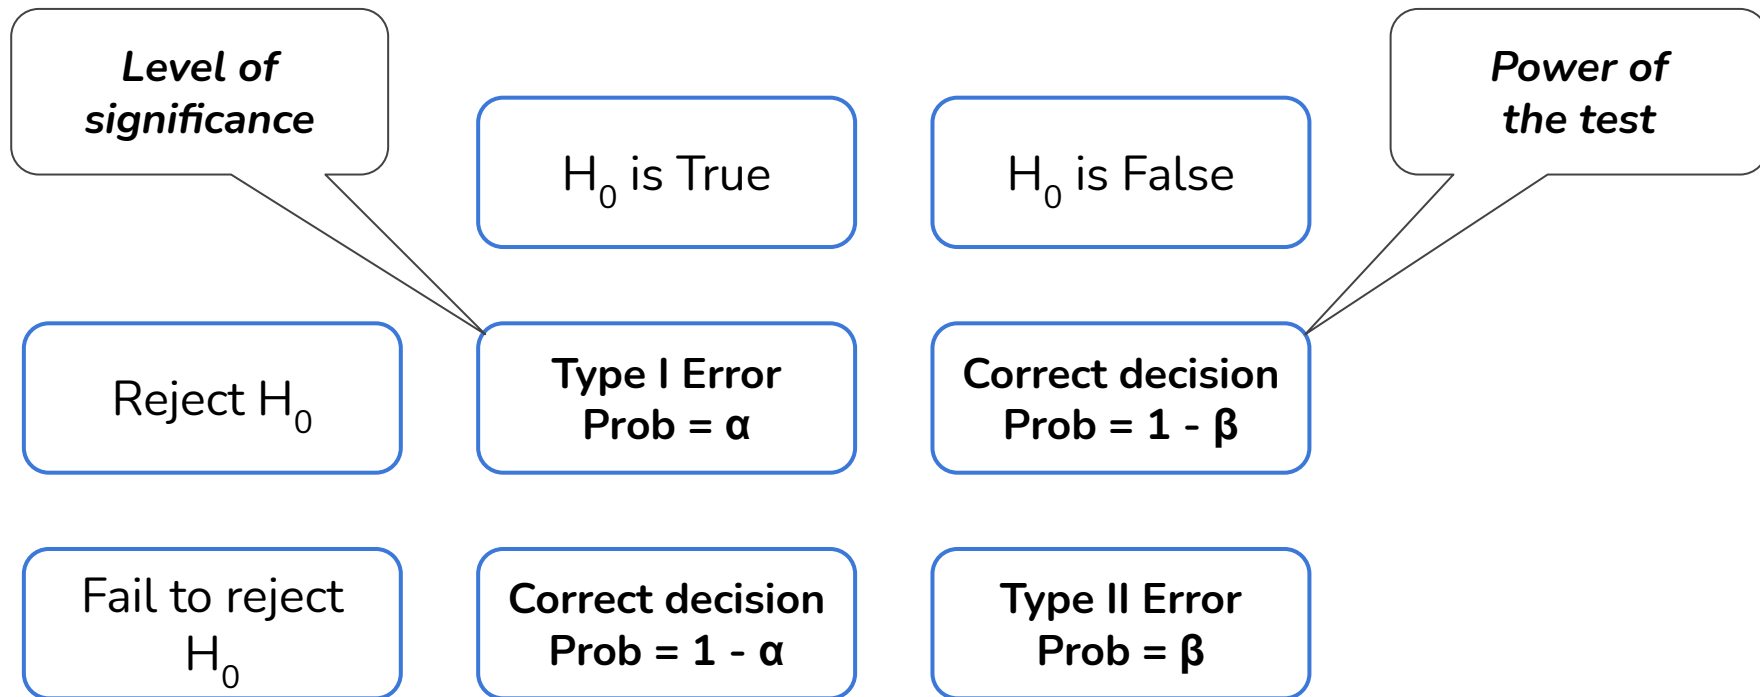 Level of
significance
Power of
the test
H₀ is True
H₀ is False
Reject H₀
Type I Error
Prob = α
Correct decision
Prob = 1 - β
Fail to reject
H₀
Correct decision
Prob = 1 - α
Type II Error
Prob = β